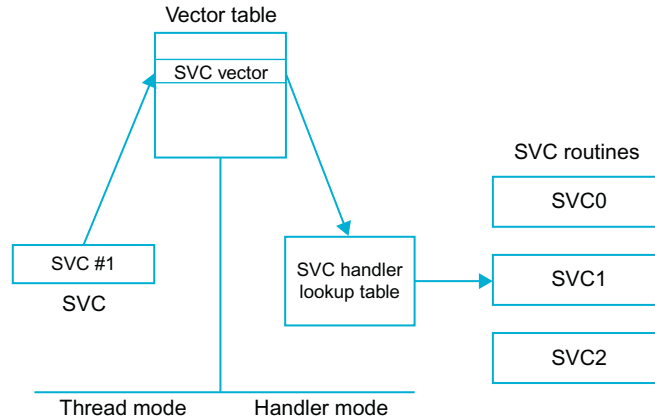 Vector table
SVC vector
SVC routines
SVC0
SVC #1
SVC
SVC handler
lookup table
SVC1
SVC2
Thread mode
Handler mode